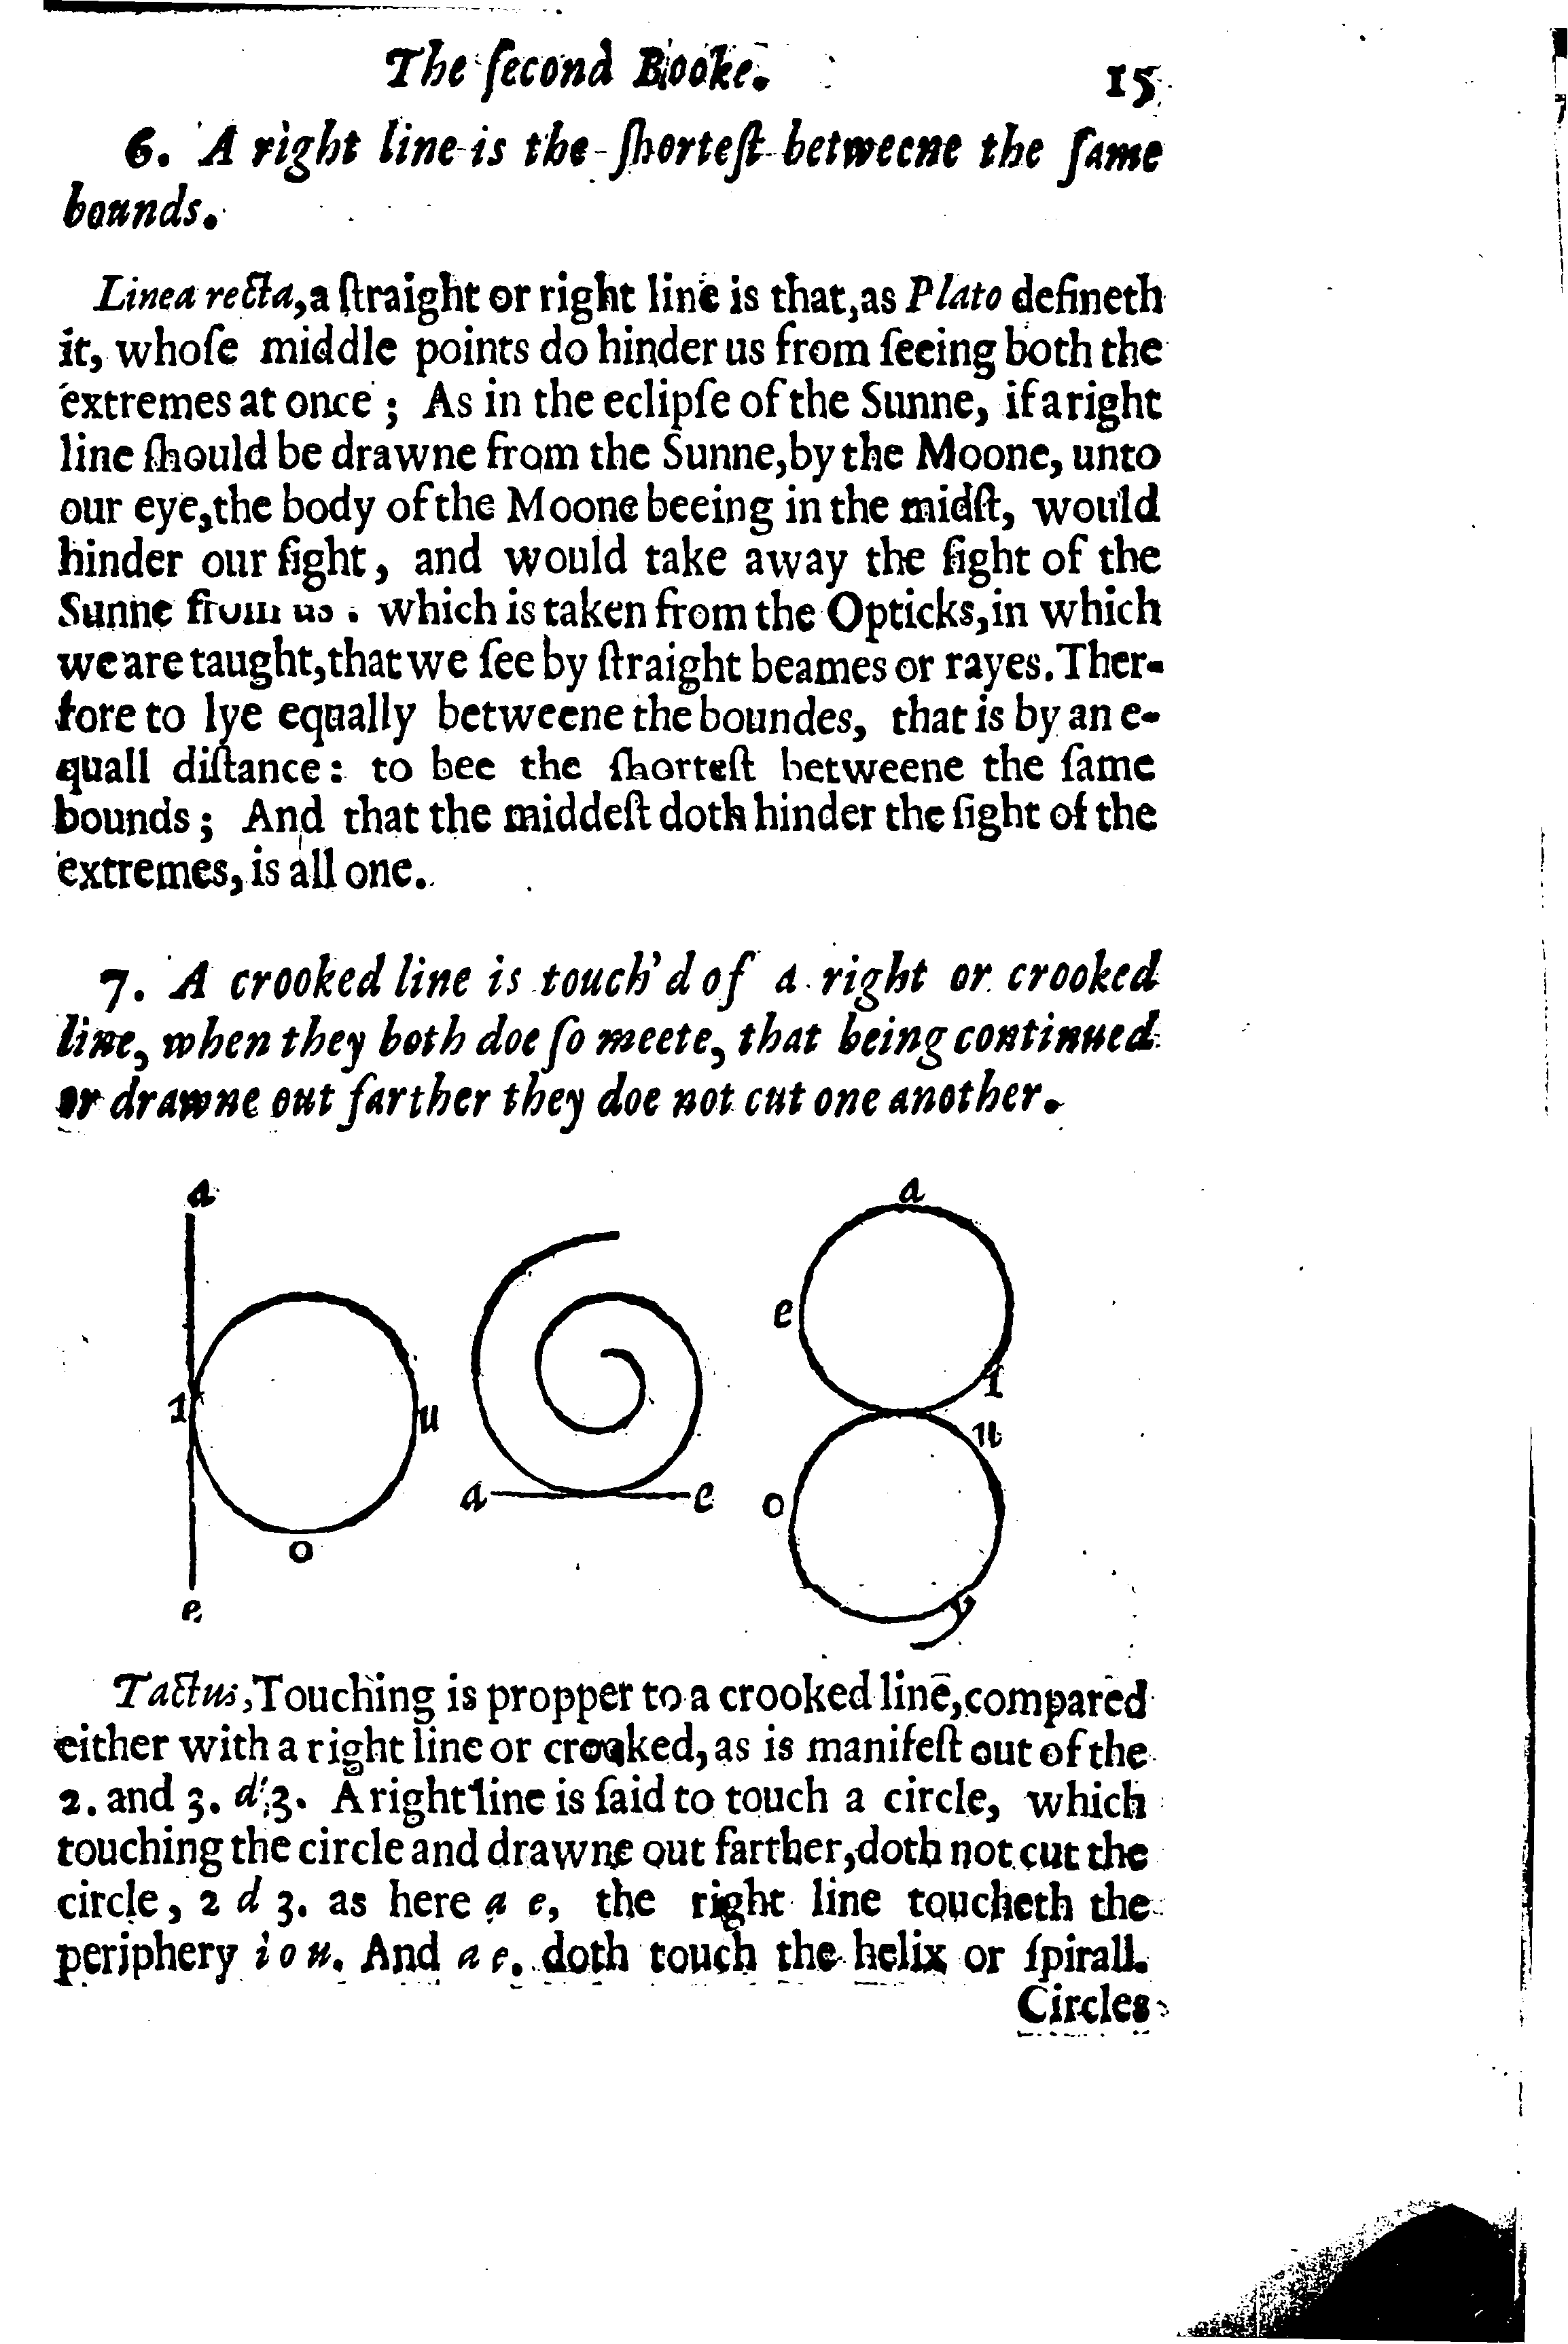 The ſecond Booke. 15
6. A right line is the ſhorteſt betweene the ſame
bounds.
Linea recta, a ſtraight or right line is that, as Plato defineth
it, whoſe middle points do hinder us from ſeeing both the
extremes at once; As in the eclipſe of the Sunne, if a right
line ſhould be drawne from the Sunne, by the Moone, unto
our eye, the body of the Moone beeing in the midſt, would
hinder our ſight, and would take away the ſight of the
Sunne from us. which is taken from the Opticks, in which
we are taught, that we ſee by ſtraight beames or rayes. Ther-
fore to lye equally betweene the boundes, that is by an e-
quall diſtance: to bee the ſhorteſt betweene the ſame
bounds; And that the middeſt doth hinder the ſight of the
extremes, is all one.
7. A crooked line is touch'd of a right or crooked
line, when they both doe ſo meete, that being continued
or drawne out farther they doe not cut one another.
a
1
u
o
e
a
e
a
e
1
u
o
y
Tactus, Touching is propper to a crooked line, compared
either with a right line or crooked, as is manifeſt out of the
2. and 3. d 3. A right line is ſaid to touch a circle, which
touching the circle and drawne out farther, doth not cut the
circle, 2 d 3. as here a e, the right line toucheth the
periphery i o u. And a e. doth touch the helix or ſpirall.
Circles